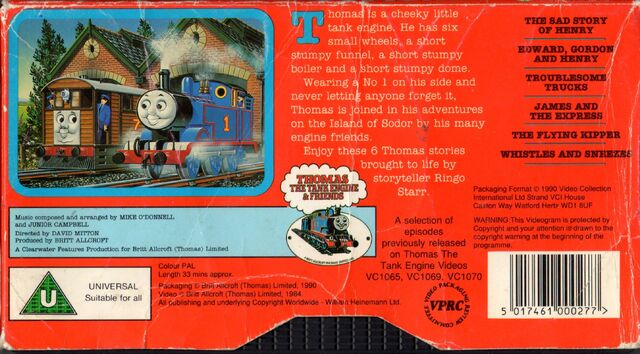 Thomas is a cheeky little
tank engine. He has six
small wheels, a short
stumpy funnel, a short stumpy
boiler and a short stumpy dome.
Wearing a No 1 on his side and
never letting anyone forget it,
Thomas is joined in his adventures
on the Island of Sodor by his many
engine friends.
Enjoy these 6 Thomas stories
brought to life by
storyteller Ringo
Starr.
THE SAD STORY
OF HENRY
EDWARD, GORDON
AND HENRY
TROUBLESOME
TRUCKS
JAMES AND
THE EXPRESS
THE FLYING KIPPER
WHISTLES AND SNEEZES
1
THOMAS
THE TANK ENGINE
& FRIENDS
Music composed and arranged by MIKE O'DONNELL
and JUNIOR CAMPBELL
Directed by DAVID MITTON
Produced by BRITT ALLCROFT
A Clearwater Features Production for Britt Allcroft (Thomas) Limited
A selection of
episodes
previously released
on Thomas The
Tank Engine Videos
VC1065, VC1069, VC1070
Packaging Format © 1990 Video Collection
International Ltd Strand VCI House
Caxton Way Watford Herts WD1 8UF
WARNING:This Videogram is protected by
Copyright and your attention is drawn to the
copyright warning at the beginning of the
programme.
U
UNIVERSAL
Suitable for all
Colour PAL
Length 33 mins approx.
Packaging © Britt Allcroft (Thomas) Limited, 1990
Video © Britt Allcroft (Thomas) Limited, 1984
All publishing and underlying Copyright Worldwide - William Heinemann Ltd.
VIDEO PACKAGING REVIEW COMMITTEE
VPRC
5 017461 000277 >